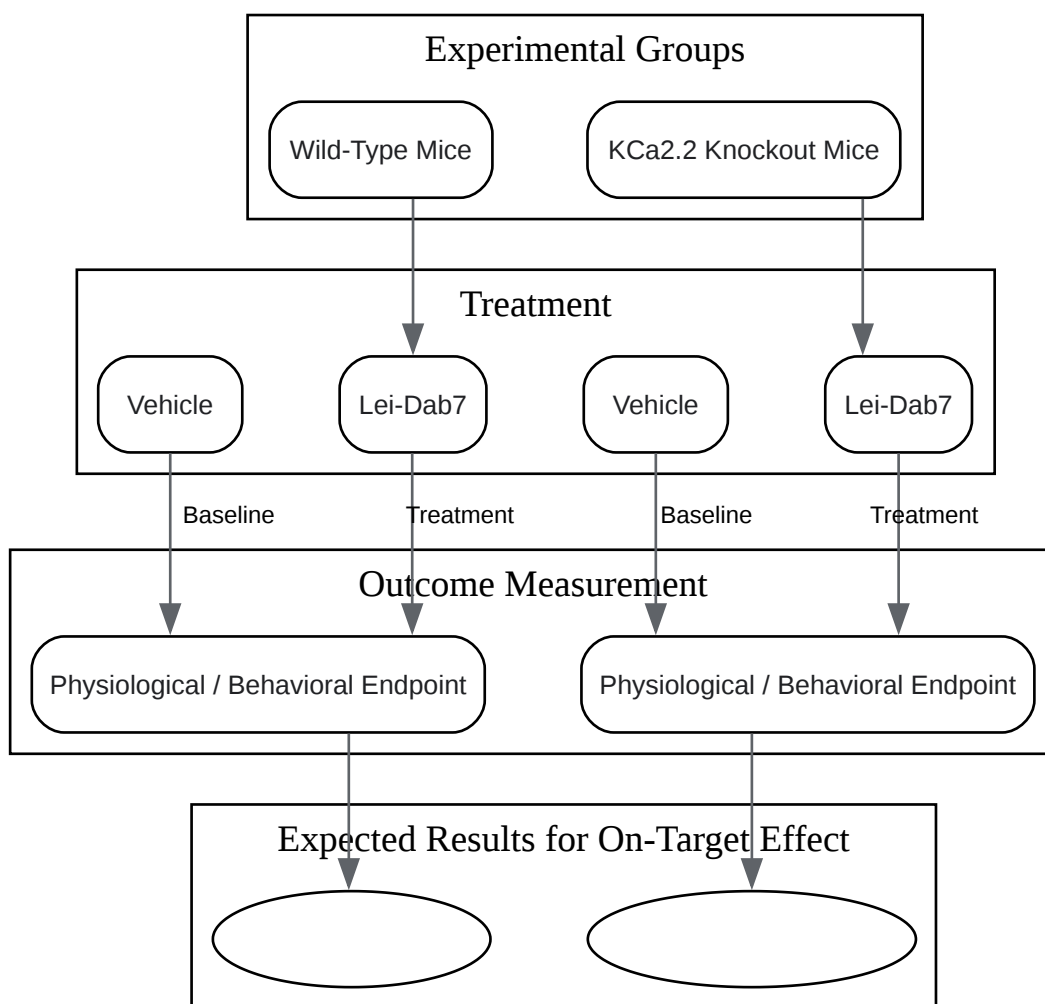 Experimental Groups
Wild-Type Mice
KCa2.2 Knockout Mice
Treatment
Vehicle
Lei-Dab7
Vehicle
Lei-Dab7
Baseline
Treatment
Baseline
Treatment
Outcome Measurement
Physiological / Behavioral Endpoint
Physiological / Behavioral Endpoint
Expected Results for On-Target Effect